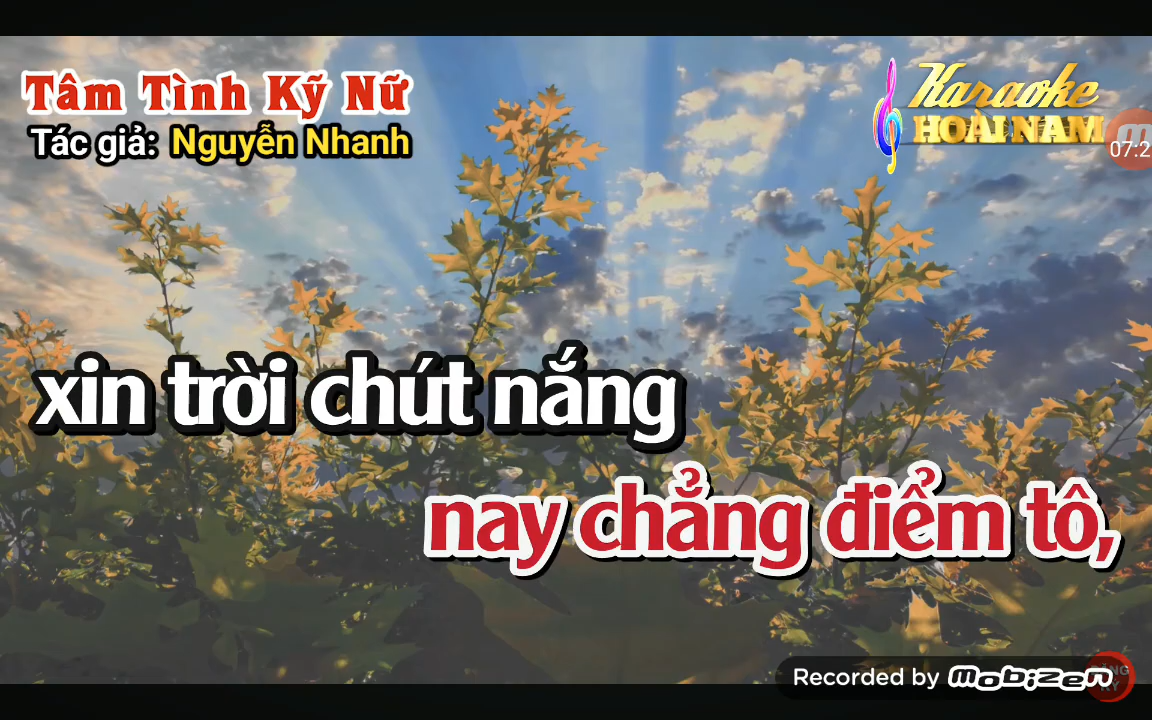 Tâm Tình Kỹ Nữ
Tác giả: Nguyễn Nhanh
Karaoke
HOÀI NAM
07:2
xin trời chút nắng
nay chẳng điểm tô,
Recorded by mobizen